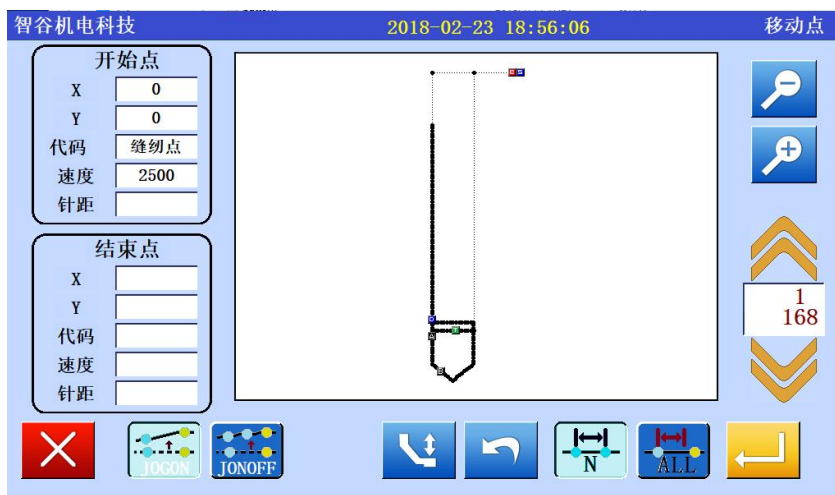 智谷机电科技 2018-02-23 18:56:06 移动点
开始点
X 0
Y 0
代码 缝纫点
速度 2500
针距
结束点
X
Y
代码
速度
针距
1
168
JOGON JONOFF N ALL